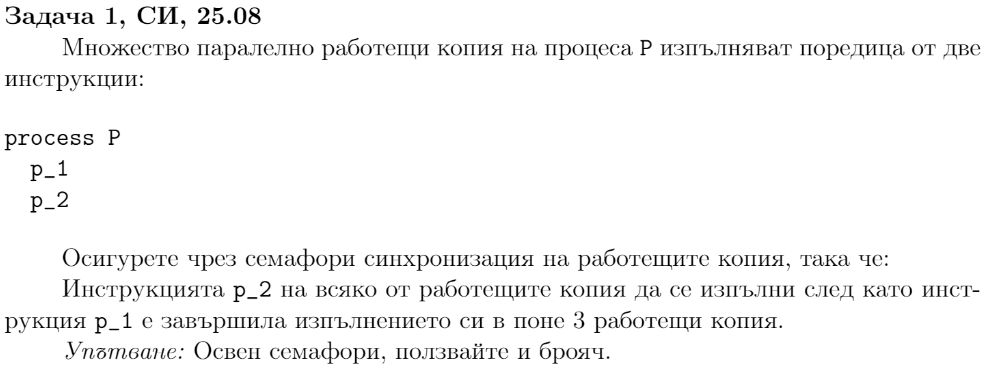 Задача 1, СИ, 25.08
Множество паралелно работещи копия на процеса P изпълняват поредица от две
инструкции:
process P
p_1
p_2
Осигурете чрез семафори синхронизация на работещите копия, така че:
Инструкцията p_2 на всяко от работещите копия да се изпълни след като инст-
рукция p_1 е завършила изпълнението си в поне 3 работещи копия.
Упътване: Освен семафори, ползвайте и брояч.